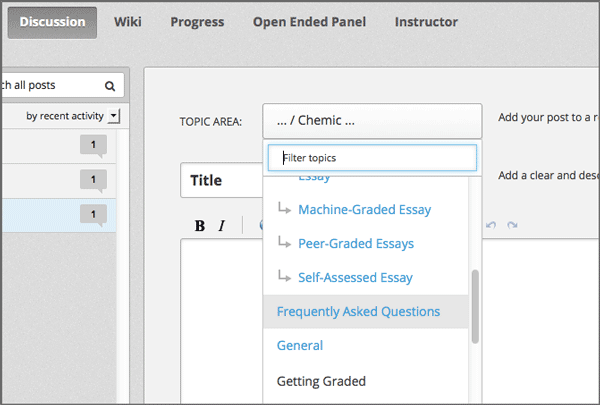 Discussion Wiki Progress Open Ended Panel Instructor
ch all posts
by recent activity
1
1
1
TOPIC AREA:
... / Chemic ...
Add your post to a r
Filter topics
Title
Add a clear and desc
B I
Essay
Machine-Graded Essay
Peer-Graded Essays
Self-Assessed Essay
Frequently Asked Questions
General
Getting Graded